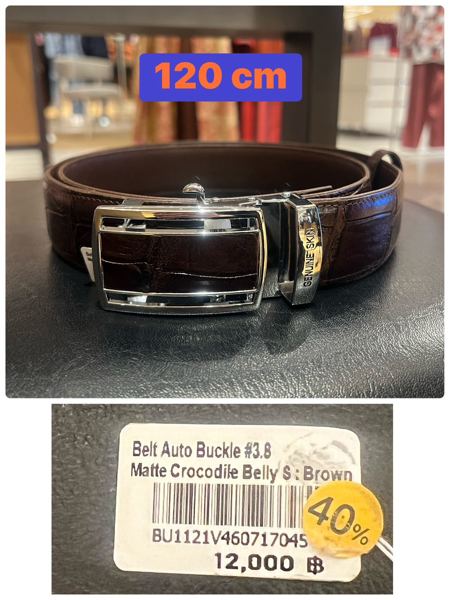 120 cm
GENUINE SKIN
Belt Auto Buckle #3.8
Matte Crocodile Belly S : Brown
BU1121V460717045
40%
12,000 ฿